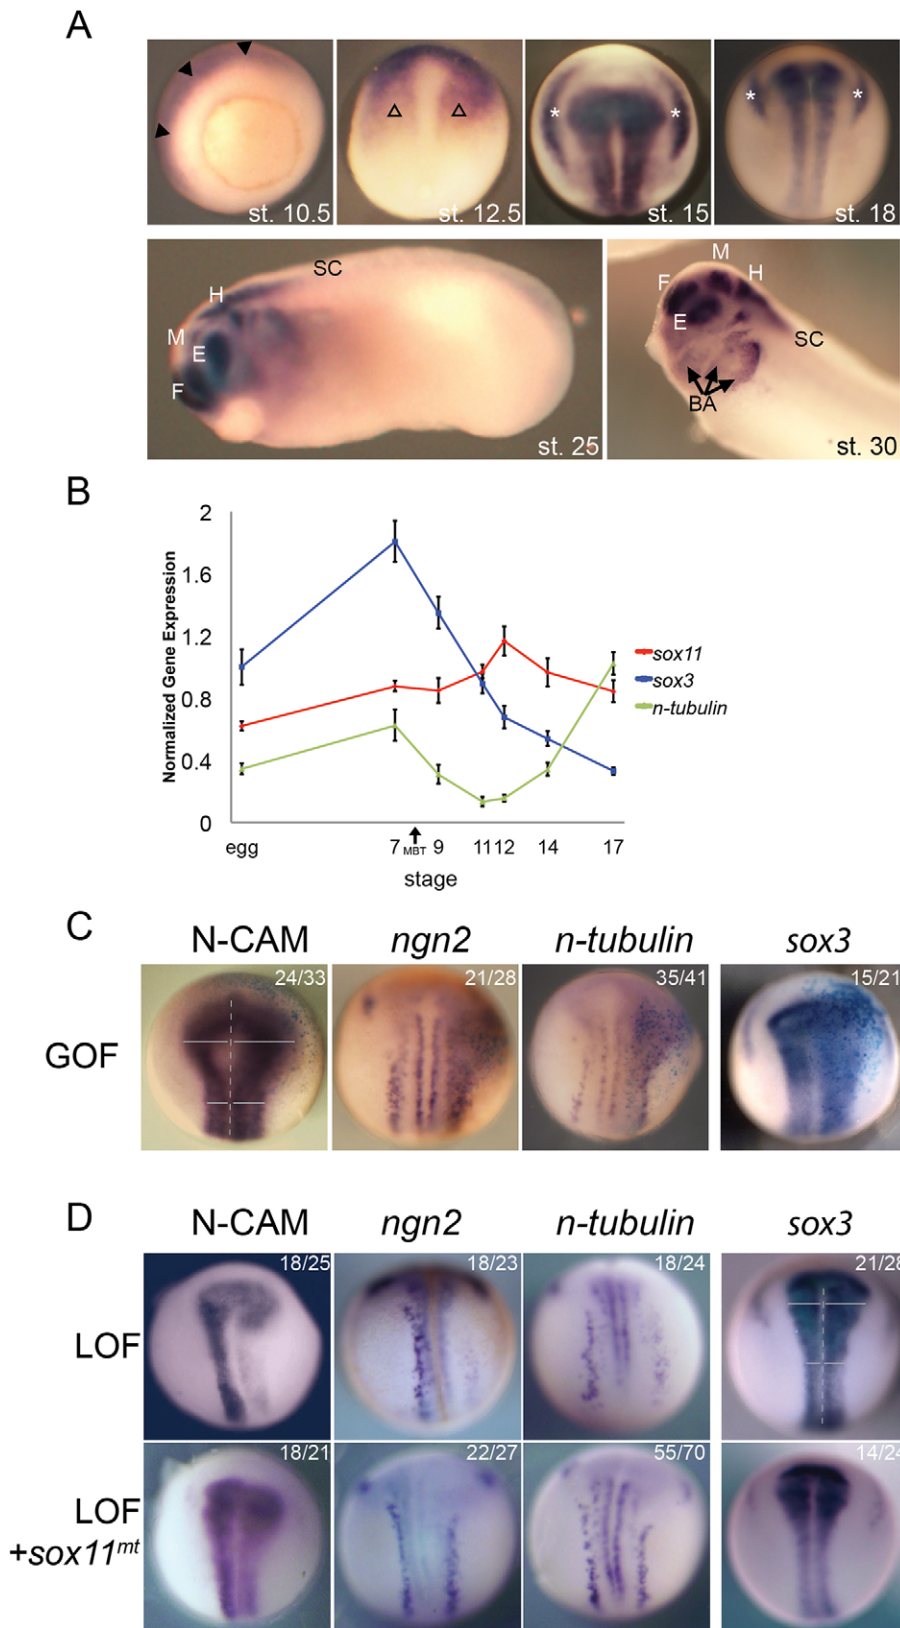 A
st. 10.5
st. 12.5
* *
st. 15
* *
st. 18
SC
H
M
E
F
st. 25
M
F
H
E
SC
BA
st. 30
B
Normalized Gene Expression
2
1.6
1.2
0.8
0.4
0
sox11
sox3
n-tubulin
egg 7 MBT 9 11 12 14 17
stage
C
N-CAM ngn2 n-tubulin sox3
GOF
24/33 21/28 35/41 15/21
D
N-CAM ngn2 n-tubulin sox3
LOF
18/25 18/23 18/24 21/28
LOF
+sox11mt
18/21 22/27 55/70 14/24